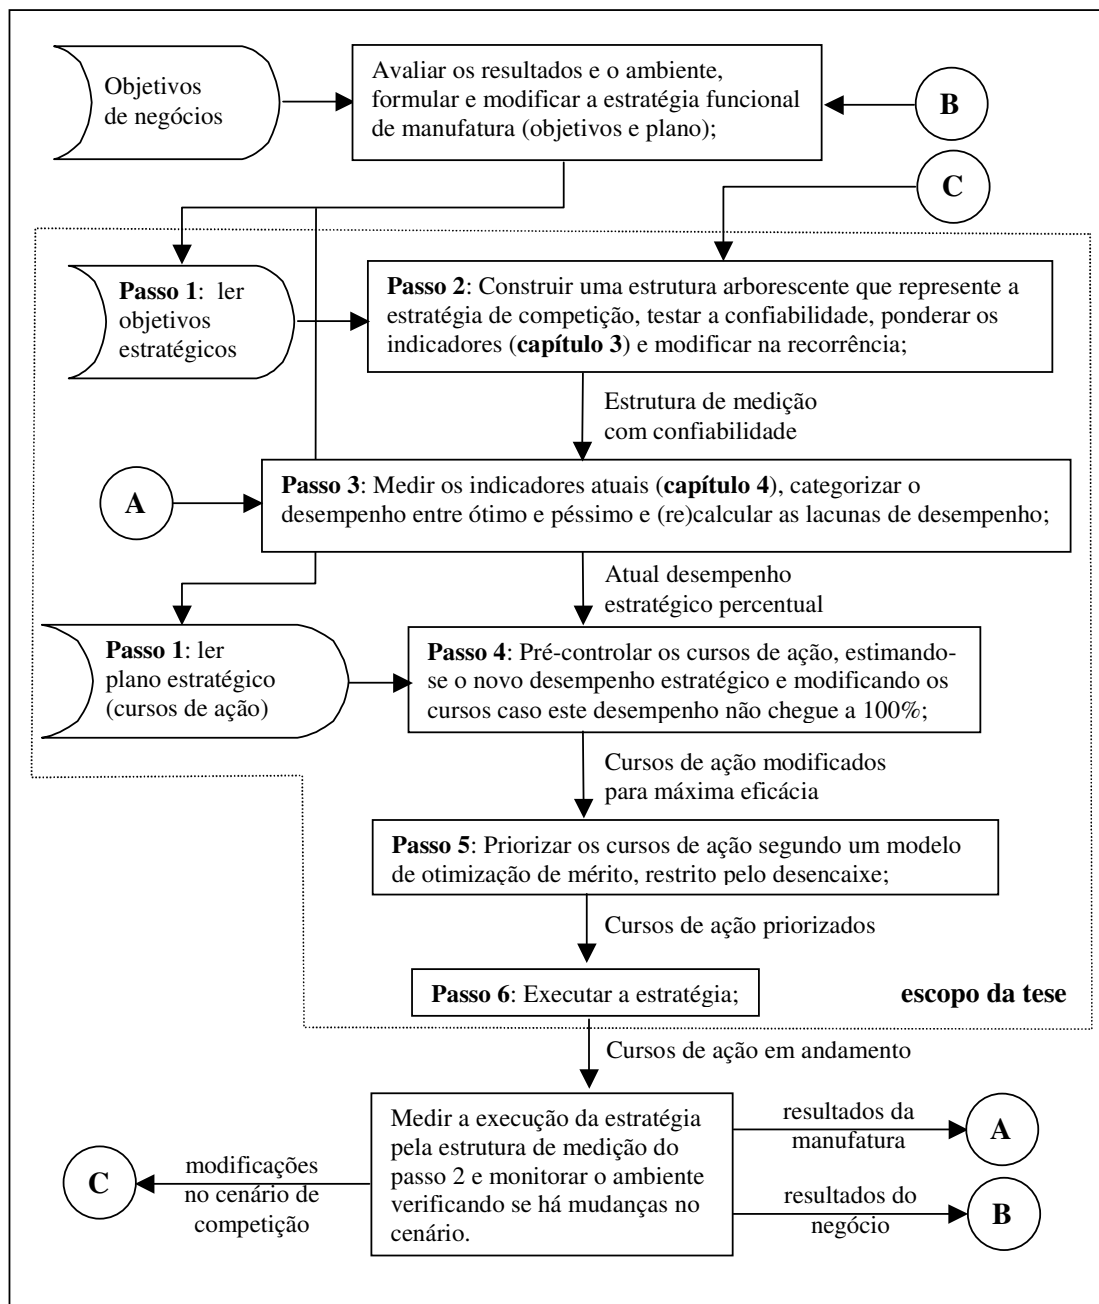 Objetivos
de negócios
Avaliar os resultados e o ambiente,
formular e modificar a estratégia funcional
de manufatura (objetivos e plano);
B
C
Passo 1: ler
objetivos
estratégicos
Passo 2: Construir uma estrutura arborescente que represente a
estratégia de competição, testar a confiabilidade, ponderar os
indicadores (capítulo 3) e modificar na recorrência;
Estrutura de medição
com confiabilidade
A
Passo 3: Medir os indicadores atuais (capítulo 4), categorizar o
desempenho entre ótimo e péssimo e (re)calcular as lacunas de desempenho;
Atual desempenho
estratégico percentual
Passo 1: ler
plano estratégico
(cursos de ação)
Passo 4: Pré-controlar os cursos de ação, estimando-
se o novo desempenho estratégico e modificando os
cursos caso este desempenho não chegue a 100%;
Cursos de ação modificados
para máxima eficácia
Passo 5: Priorizar os cursos de ação segundo um modelo
de otimização de mérito, restrito pelo desencaixe;
Cursos de ação priorizados
Passo 6: Executar a estratégia;
escopo da tese
Cursos de ação em andamento
Medir a execução da estratégia
pela estrutura de medição do
passo 2 e monitorar o ambiente
verificando se há mudanças no
cenário.
resultados da
manufatura
A
C
modificações
no cenário de
competição
resultados do
negócio
B